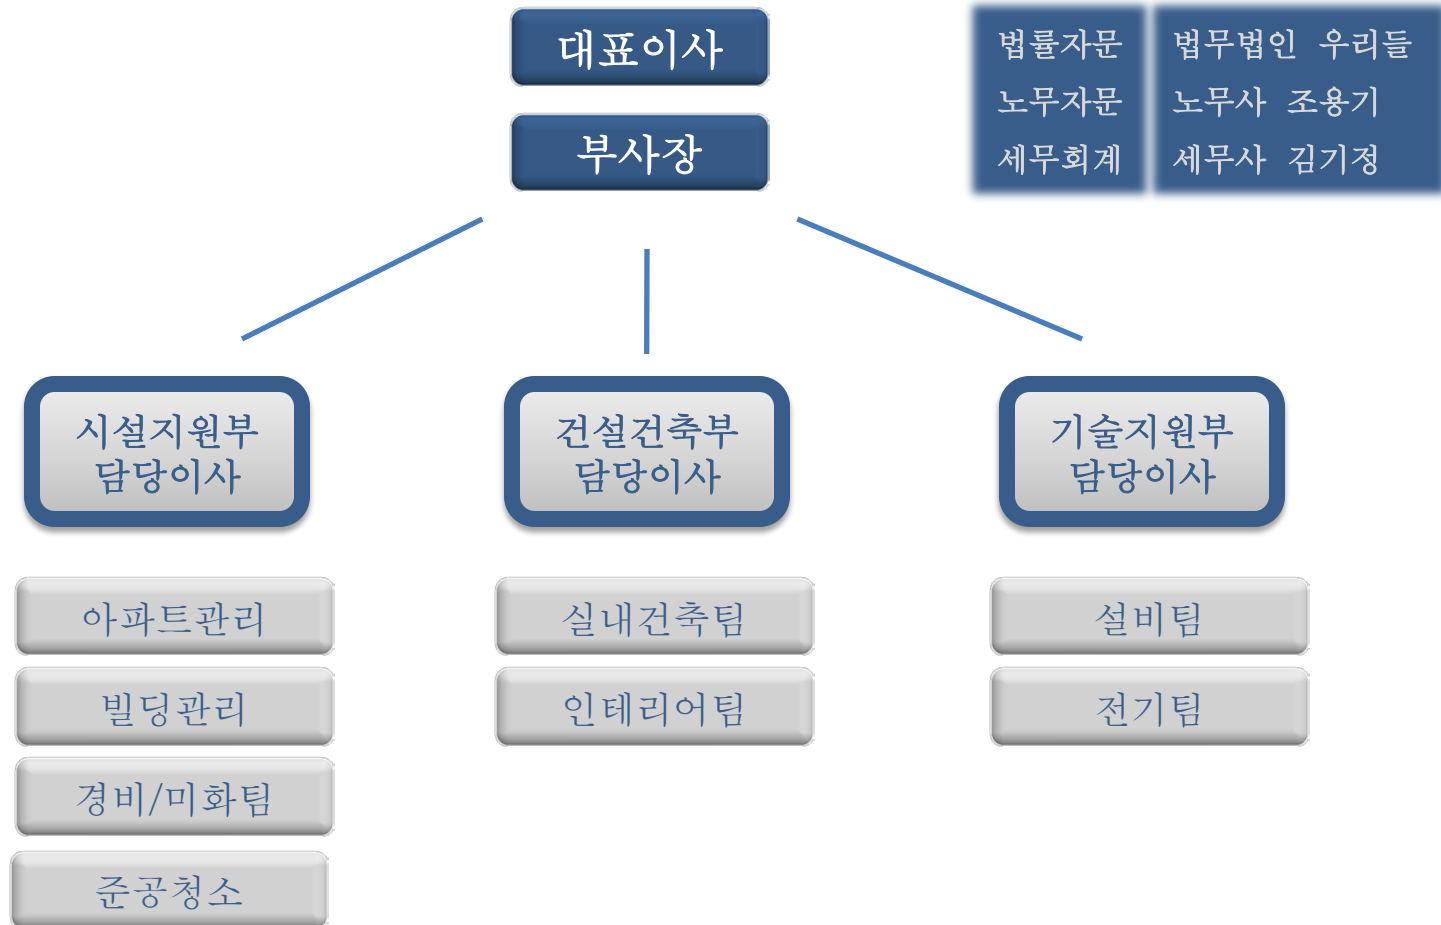 대표이사
부사장
법률자문 법무법인 우리들
노무자문 노무사 조용기
세무회계 세무사 김기정
시설지원부
담당이사
건설건축부
담당이사
기술지원부
담당이사
아파트관리
빌딩관리
경비/미화팀
준공청소
실내건축팀
인테리어팀
설비팀
전기팀